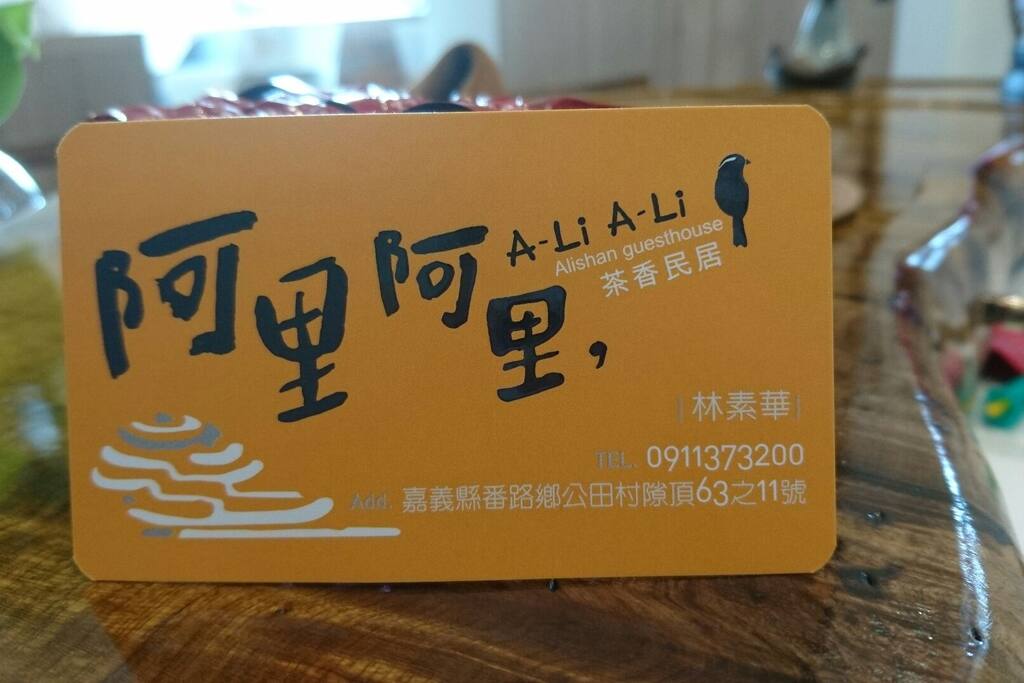 阿里阿里,
A-Li A-Li
Alishan guesthouse
茶香民居
|林素華|
TEL. 0911373200
Add. 嘉義縣番路鄉公田村隙頂63之11號